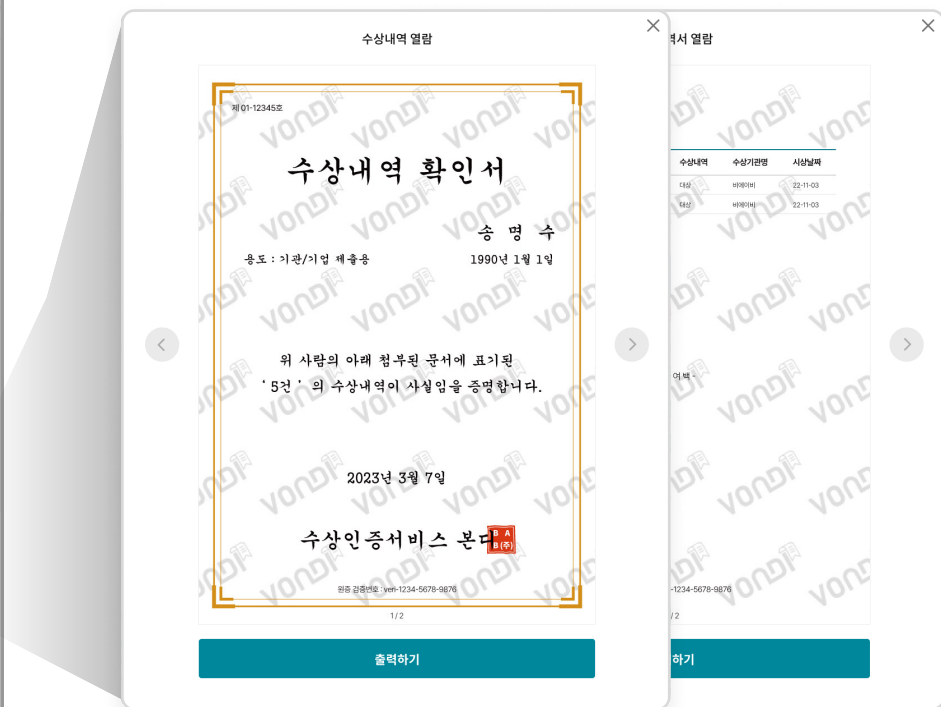 수상내역 열람
제 01-12345호
수상내역 확인서
송 명 수
용도 : 기관/기업 제출용
1990년 1월 1일
위 사람의 아래 첨부된 문서에 표기된
' 5건 ' 의 수상내역이 사실임을 증명합니다.
2023년 3월 7일
수상인증서비스 본디
B A
B (주)
원증 검증번호 : veri-1234-5678-9876
1 / 2
출력하기
역서 열람
수상내역 수상기관명 시상날짜
대상 비에이비 22-11-03
대상 비에이비 22-11-03
여 백 -
-1234-5678-9876
/ 2
하기
VONDI